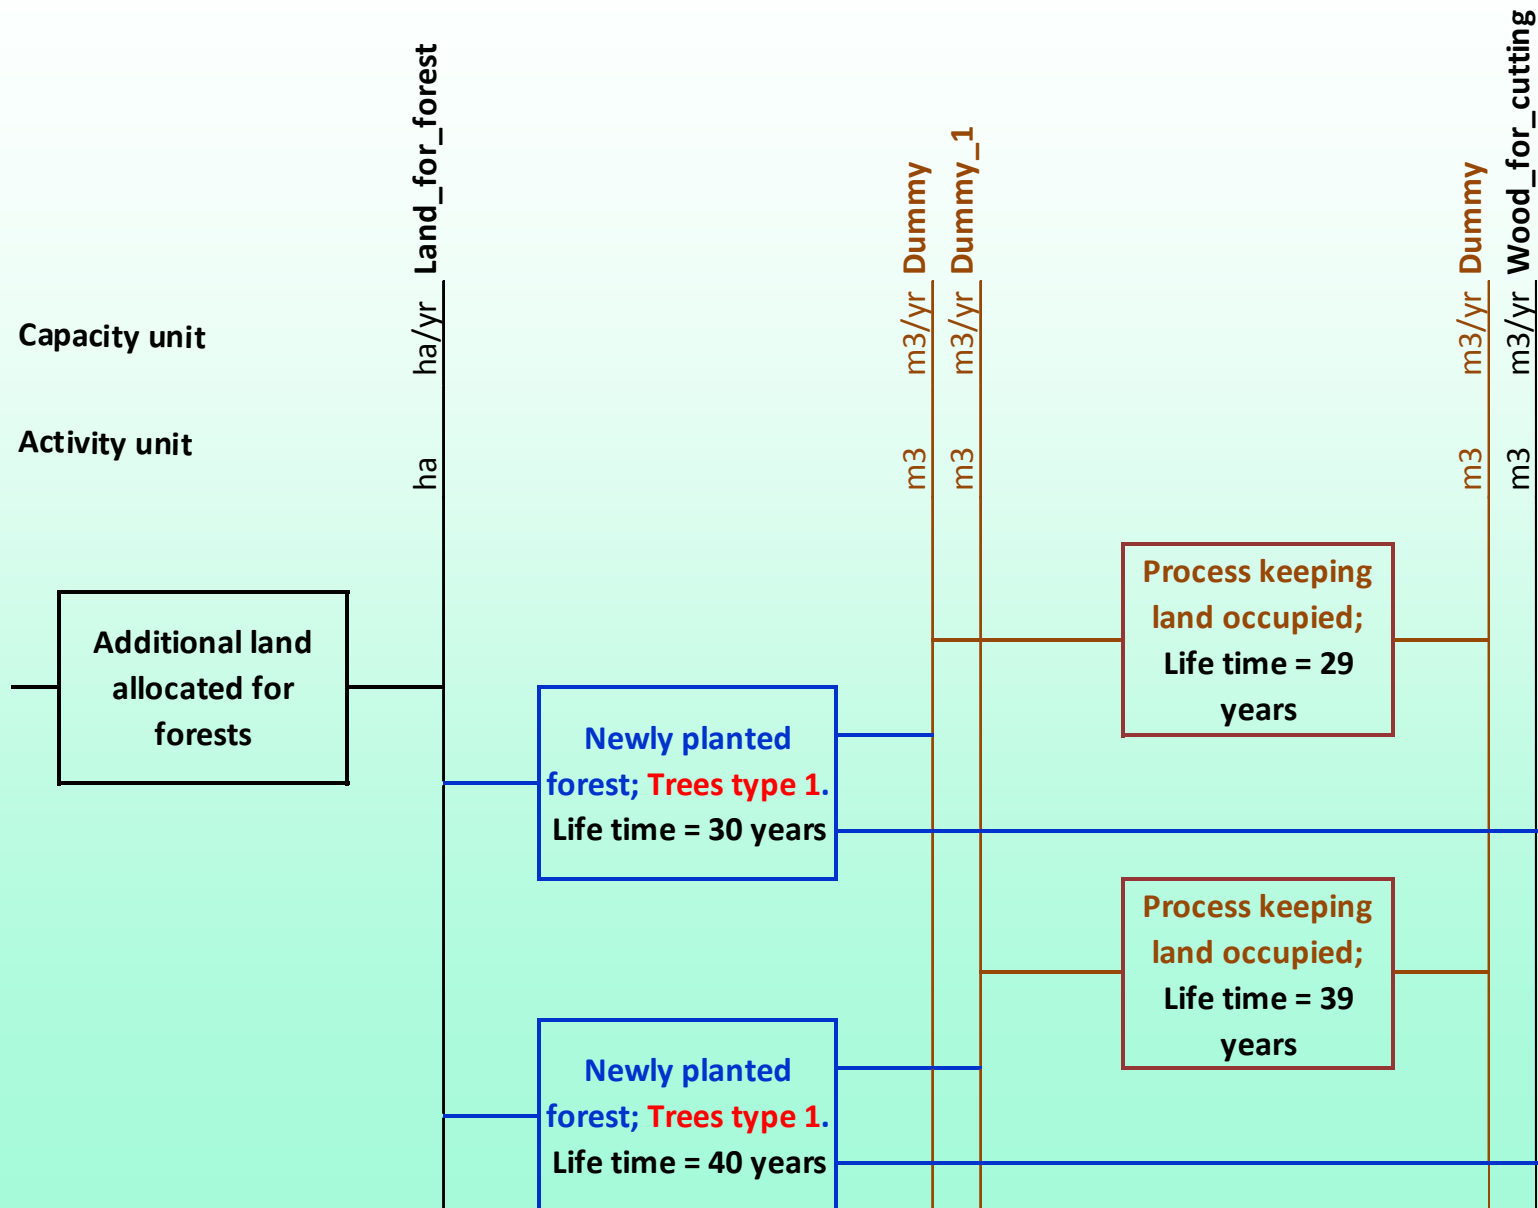 Land_for_forest
Dummy
Dummy_1
Dummy
Wood_for_cutting
Capacity unit
ha/yr
m3/yr
m3/yr
m3/yr
m3/yr
Activity unit
ha
m3
m3
m3
m3
Additional land
allocated for
forests
Newly planted
forest; Trees type 1.
Life time = 30 years
Process keeping
land occupied;
Life time = 29
years
Newly planted
forest; Trees type 1.
Life time = 40 years
Process keeping
land occupied;
Life time = 39
years